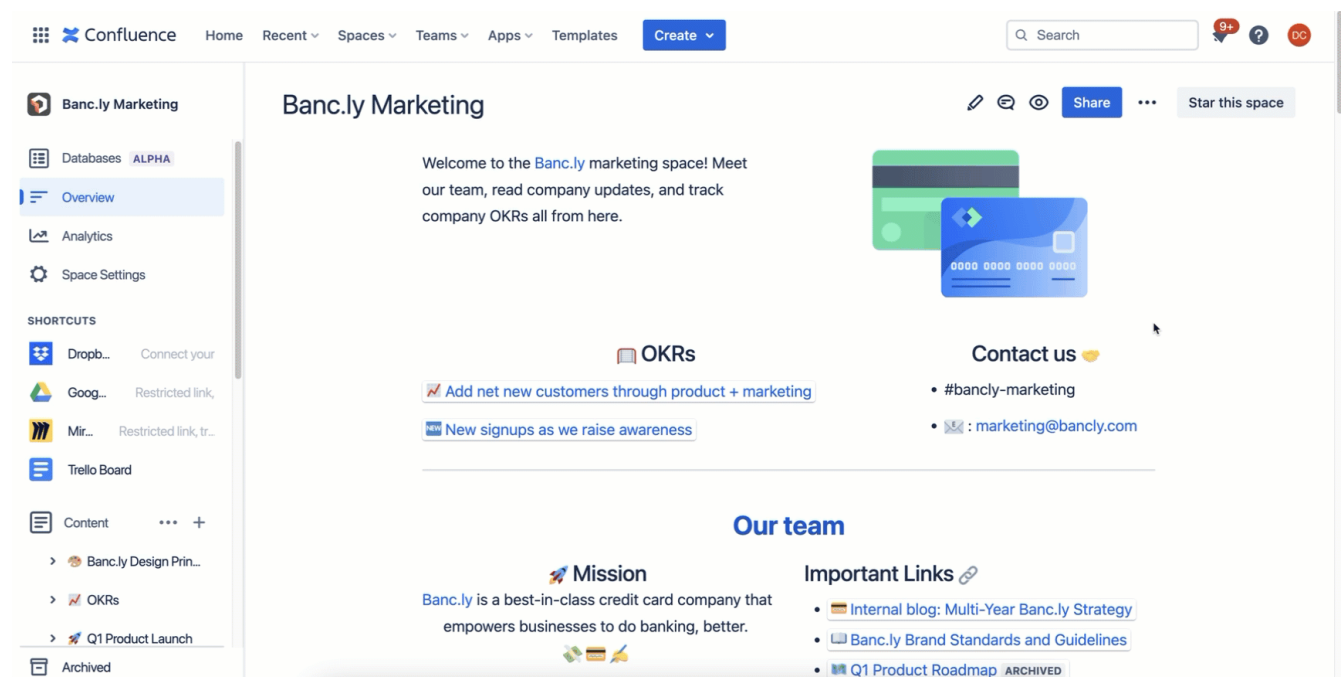 Confluence Home Recent Spaces Teams Apps Templates Create Search 9+ DC
Banc.ly Marketing
Databases ALPHA
Overview
Analytics
Space Settings
SHORTCUTS
Dropb... Connect your
Goog... Restricted link,
Mir... Restricted link, tr...
Trello Board
Content
Banc.ly Design Prin...
OKRs
Q1 Product Launch
Archived
Banc.ly Marketing
Share
Star this space
Welcome to the Banc.ly marketing space! Meet
our team, read company updates, and track
company OKRs all from here.
0000 0000 0000 0000
OKRs
Add net new customers through product + marketing
NEW New signups as we raise awareness
Contact us
• #bancly-marketing
• : marketing@bancly.com
Our team
Mission
Banc.ly is a best-in-class credit card company that
empowers businesses to do banking, better.
Important Links
• Internal blog: Multi-Year Banc.ly Strategy
• Banc.ly Brand Standards and Guidelines
• Q1 Product Roadmap ARCHIVED